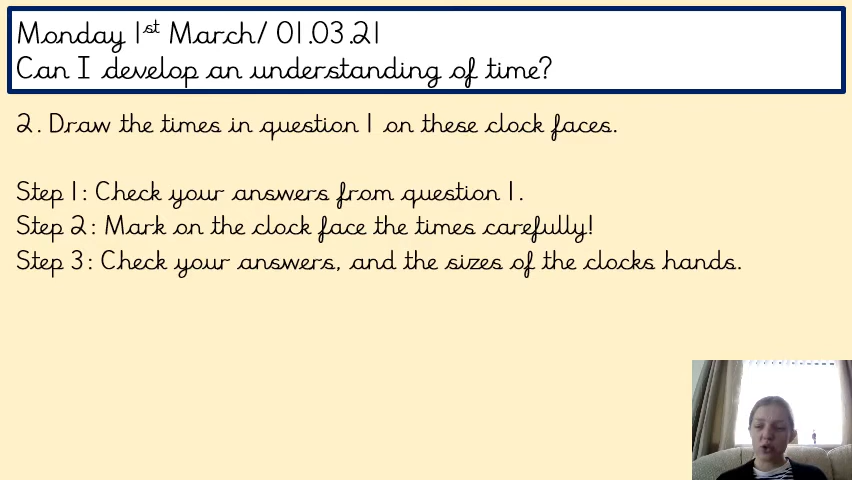 Monday 1st March/ 01.03.21
Can I develop an understanding of time?
2. Draw the times in question 1 on these clock faces.
Step 1: Check your answers from question 1.
Step 2: Mark on the clock face the times carefully!
Step 3: Check your answers, and the sizes of the clocks hands.